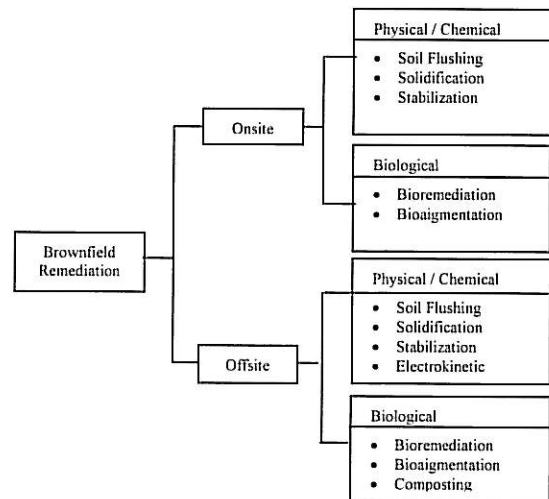 Brownfield
Remediation
Onsite
Physical / Chemical
• Soil Flushing
• Solidification
• Stabilization
Biological
• Bioremediation
• Bioaigmentation
Offsite
Physical / Chemical
• Soil Flushing
• Solidification
• Stabilization
• Electrokinetic
Biological
• Bioremediation
• Bioaigmentation
• Composting